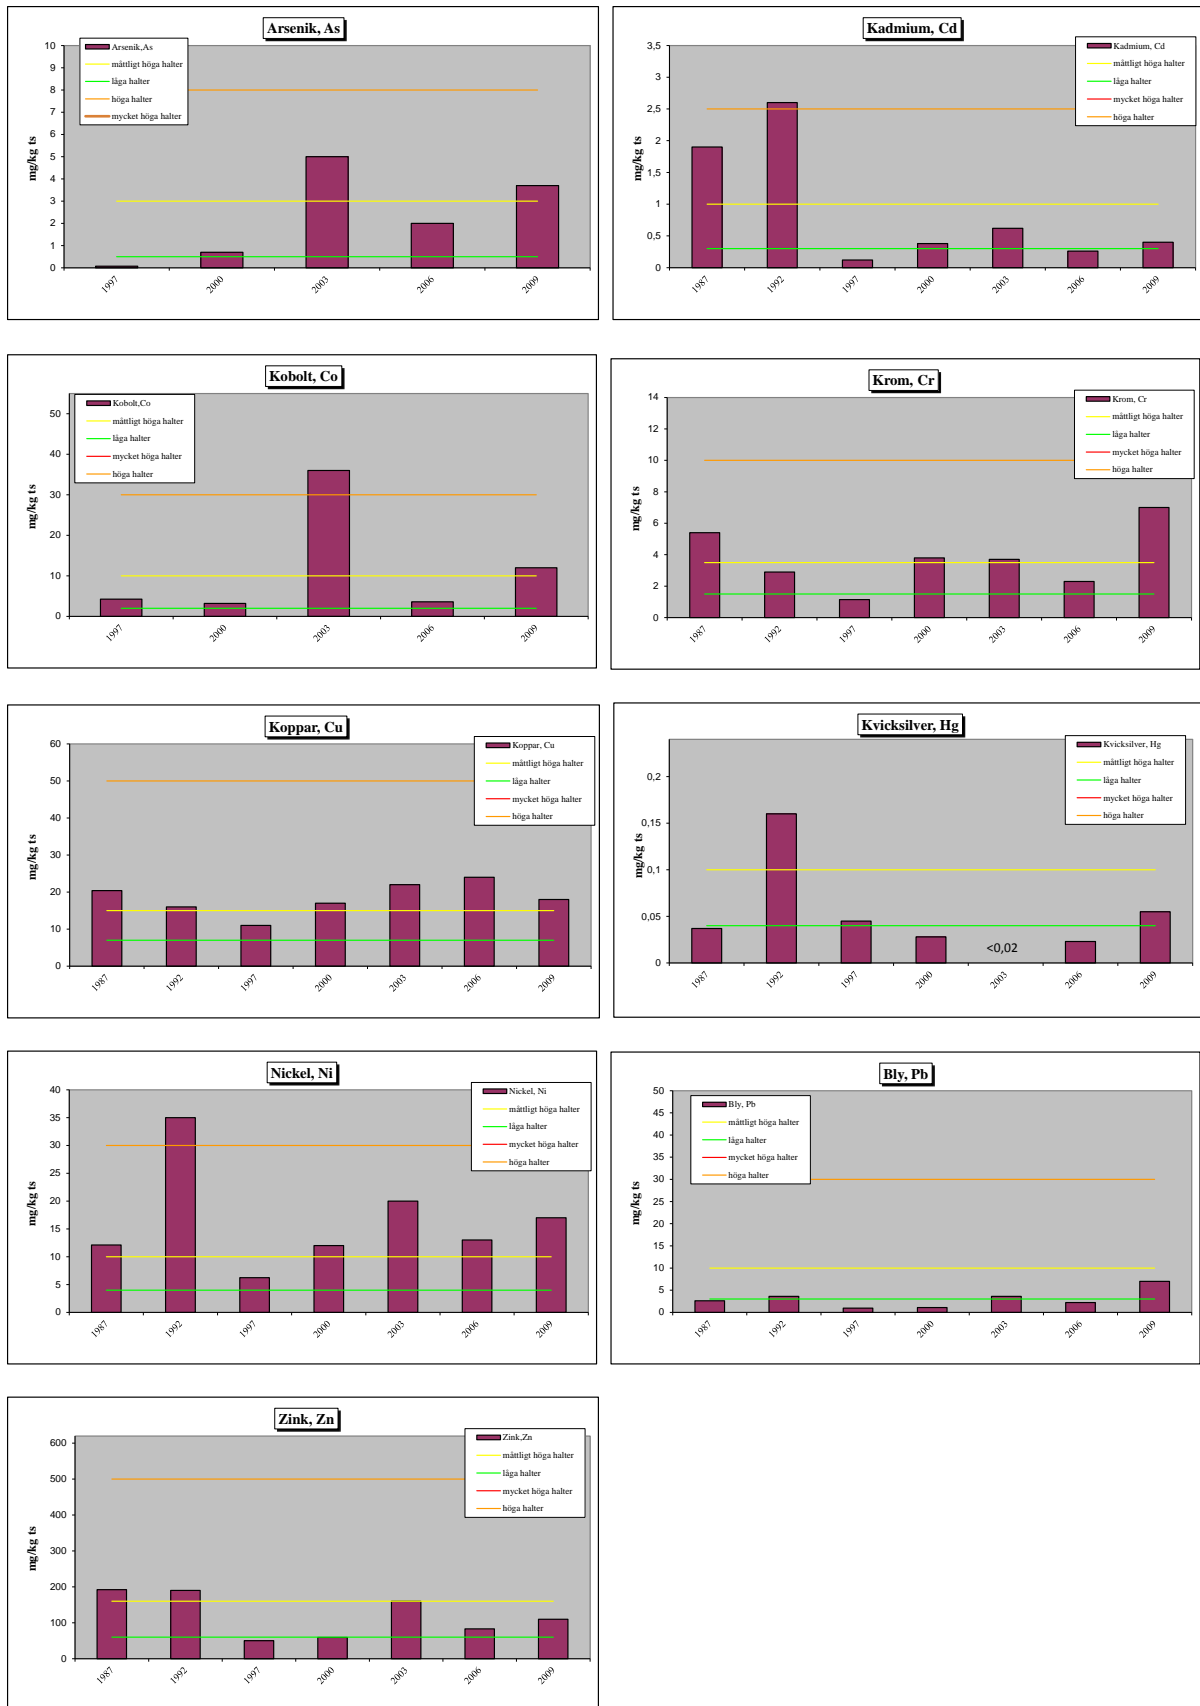 Arsenik, As
mg/kg ts
10
9
8
7
6
5
4
3
2
1
0
Arsenik,As
måttligt höga halter
låga halter
höga halter
mycket höga halter
1997
2000
2003
2006
2009
Kadmium, Cd
mg/kg ts
3,5
3
2,5
2
1,5
1
0,5
0
Kadmium, Cd
måttligt höga halter
låga halter
mycket höga halter
höga halter
1987
1992
1997
2000
2003
2006
2009
Kobolt, Co
mg/kg ts
50
40
30
20
10
0
Kobolt,Co
måttligt höga halter
låga halter
mycket höga halter
höga halter
1997
2000
2003
2006
2009
Krom, Cr
mg/kg ts
14
12
10
8
6
4
2
0
Krom, Cr
måttligt höga halter
låga halter
mycket höga halter
höga halter
1987
1992
1997
2000
2003
2006
2009
Koppar, Cu
mg/kg ts
60
50
40
30
20
10
0
Koppar, Cu
måttligt höga halter
låga halter
mycket höga halter
höga halter
1987
1992
1997
2000
2003
2006
2009
Kvicksilver, Hg
mg/kg ts
0,2
0,15
0,1
0,05
0
Kvicksilver, Hg
måttligt höga halter
låga halter
mycket höga halter
höga halter
<0,02
1987
1992
1997
2000
2003
2006
2009
Nickel, Ni
mg/kg ts
40
35
30
25
20
15
10
5
0
Nickel, Ni
måttligt höga halter
låga halter
mycket höga halter
höga halter
1987
1992
1997
2000
2003
2006
2009
Bly, Pb
mg/kg ts
50
45
40
35
30
25
20
15
10
5
0
Bly, Pb
måttligt höga halter
låga halter
mycket höga halter
höga halter
1987
1992
1997
2000
2003
2006
2009
Zink, Zn
mg/kg ts
600
500
400
300
200
100
0
Zink,Zn
måttligt höga halter
låga halter
mycket höga halter
höga halter
1987
1992
1997
2000
2003
2006
2009